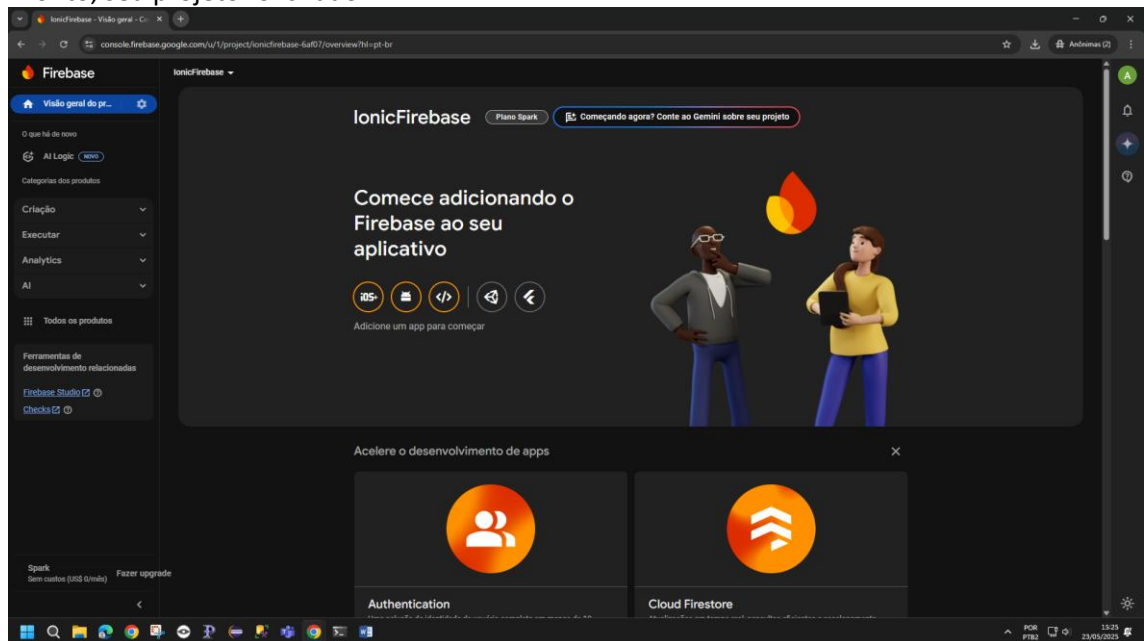 IonicFirebase - Visão geral - Co
console.firebase.google.com/u/1/project/ionicfirebase-6af07/overview?hl=pt-br
Anônimas (2)
Firebase
IonicFirebase
A
Visão geral do pr...
O que há de novo
AI Logic NOVO
Categorias dos produtos
Criação
Executar
Analytics
AI
Todos os produtos
Ferramentas de
desenvolvimento relacionadas
Firebase Studio
Checks
Spark
Sem custos (US$ 0/mês)
Fazer upgrade
IonicFirebase
Plano Spark
Começando agora? Conte ao Gemini sobre seu projeto
Comece adicionando o
Firebase ao seu
aplicativo
iOS+
Adicione um app para começar
Acelere o desenvolvimento de apps
Authentication
Cloud Firestore
POR
PTB2
13:25
23/05/2025